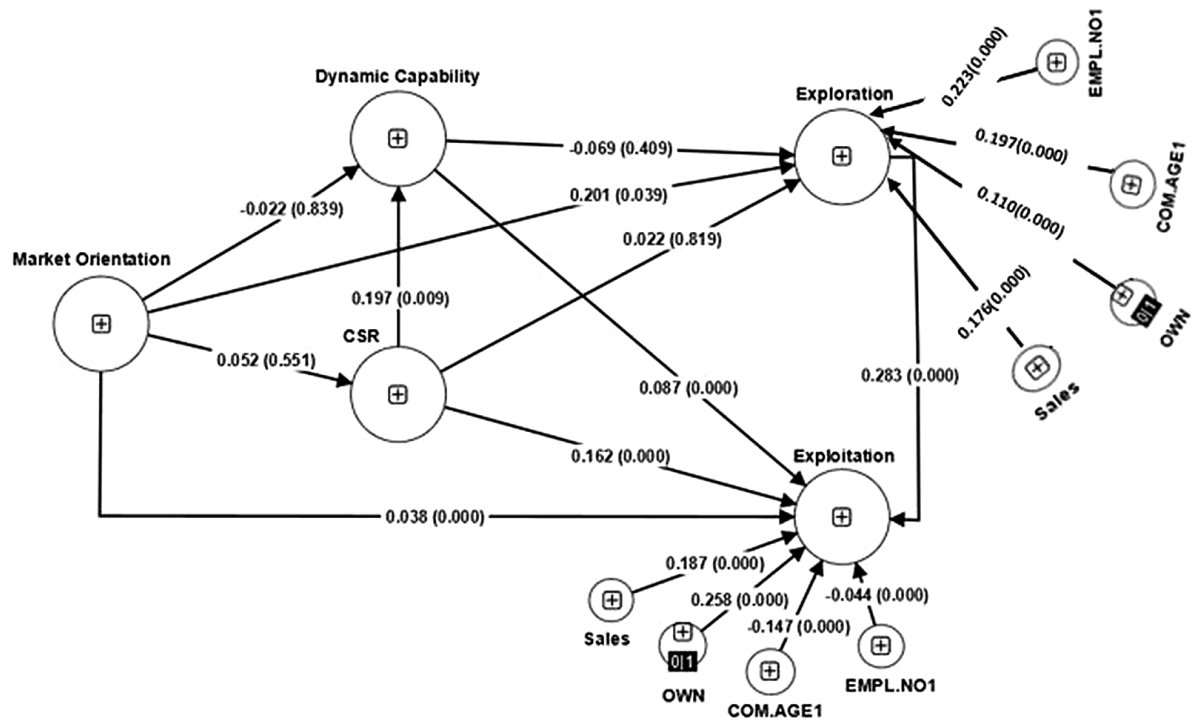 Dynamic Capability
Exploration
EMPL.NO1
0.223(0.000)
0.197(0.000)
COM.AGE1
-0.069 (0.409)
0.201 (0.039)
-0.022 (0.839)
0.110(0.000)
0.022 (0.819)
Market Orientation
0.197 (0.009)
CSR
0.176(0.000)
0|1
OWN
0.052 (0.551)
0.283 (0.000)
0.087 (0.000)
Sales
0.162 (0.000)
Exploitation
0.038 (0.000)
0.187 (0.000)
0.258 (0.000)
-0.044 (0.000)
-0.147 (0.000)
Sales
0|1
OWN
COM.AGE1
EMPL.NO1